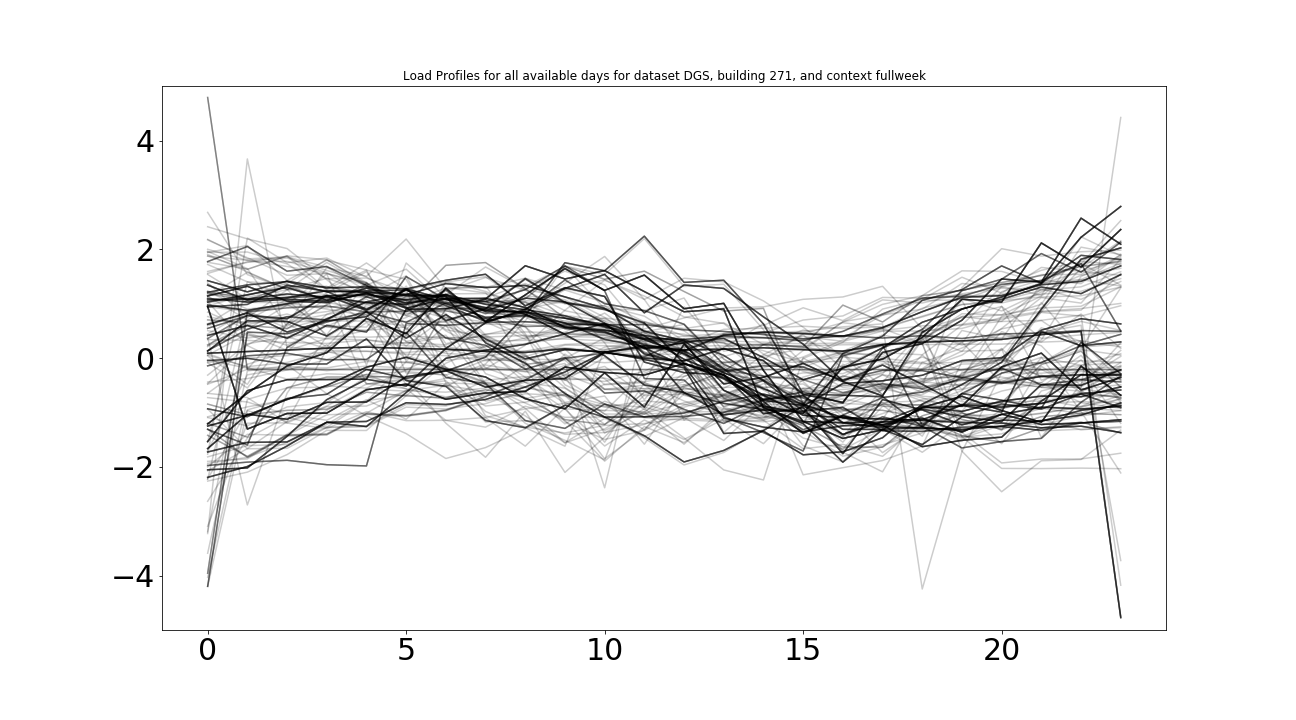 Load Profiles for all available days for dataset DGS, building 271, and context fullweek
4
2
0
−2
−4
0 5 10 15 20